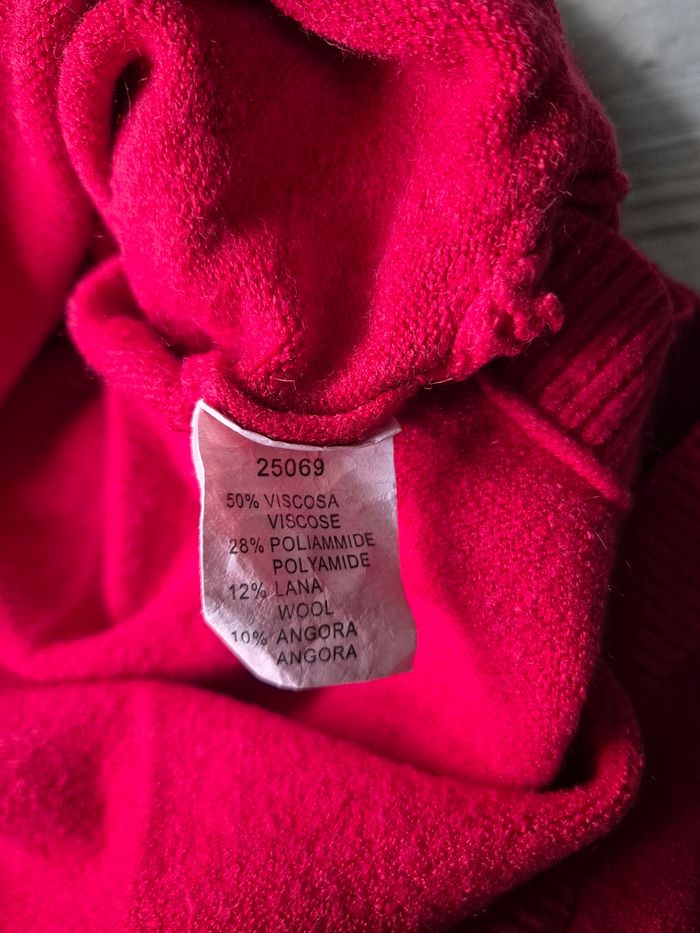 25069
50% VISCOSA
VISCOSE
28% POLIAMMIDE
POLYAMIDE
12% LANA
WOOL
10% ANGORA
ANGORA